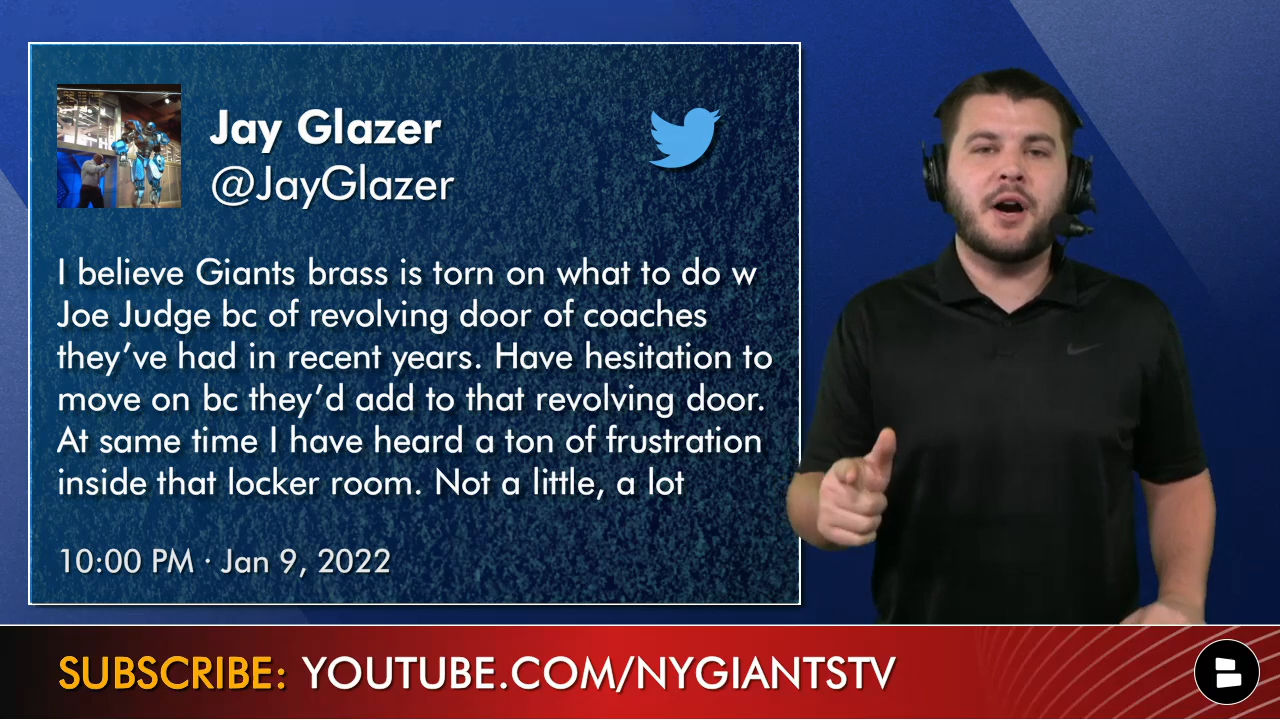 Jay Glazer
@JayGlazer
I believe Giants brass is torn on what to do w
Joe Judge bc of revolving door of coaches
they’ve had in recent years. Have hesitation to
move on bc they’d add to that revolving door.
At same time I have heard a ton of frustration
inside that locker room. Not a little, a lot
10:00 PM · Jan 9, 2022
SUBSCRIBE: YOUTUBE.COM/NYGIANTSTV